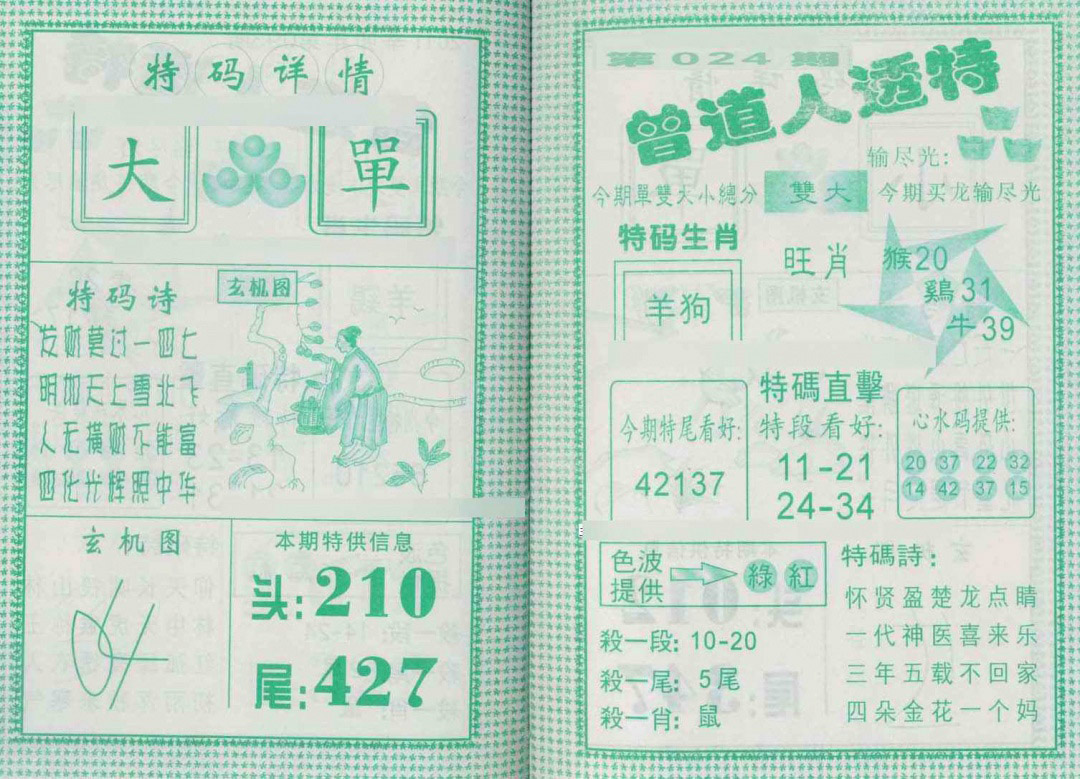 特码详情
大 單
特码诗
发财莫过一四七
明如天上雪北飞
人无横财不能富
四化光辉照中华
玄机图
1
玄机图
本期特供信息
头:210
尾:427
第024期
曾道人透特
输尽光:
今期單雙大小總分 雙大 今期买龙输尽光
特码生肖
羊狗
旺肖
猴20
鷄31
牛39
今期特尾看好:
42137
特碼直擊
特段看好:
11-21
24-34
心水码提供:
20 37 22 32
14 42 37 15
色波提供
綠 紅
殺一段: 10-20
殺一尾: 5尾
殺一肖: 鼠
特碼詩:
怀贤盈楚龙点睛
一代神医喜来乐
三年五载不回家
四朵金花一个妈